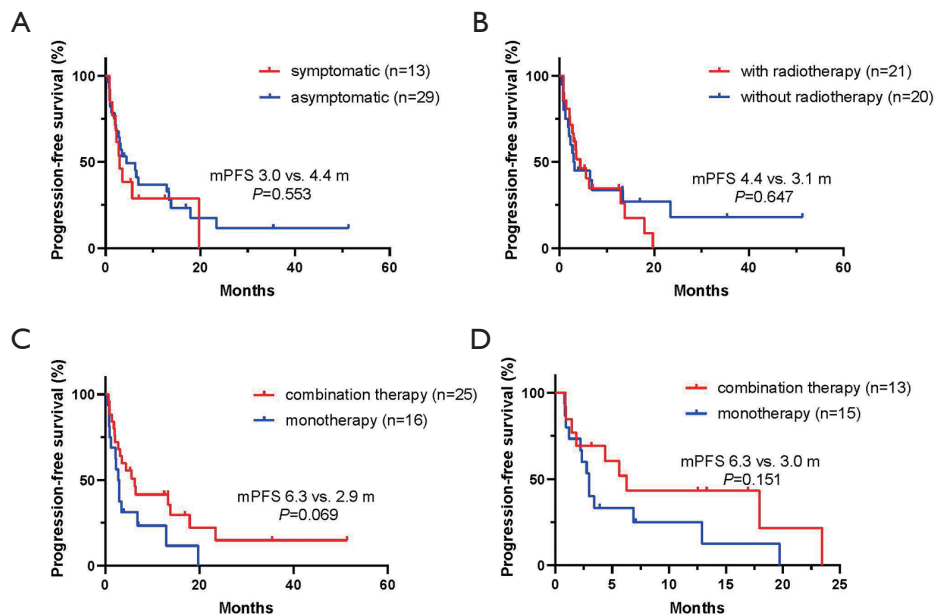 A
Progression-free survival (%)
100
50
0
0
20
40
60
Months
symptomatic (n=13)
asymptomatic (n=29)
mPFS 3.0 vs. 4.4 m
P=0.553
B
Progression-free survival (%)
100
50
0
0
20
40
60
Months
with radiotherapy (n=21)
without radiotherapy (n=20)
mPFS 4.4 vs. 3.1 m
P=0.647
C
Progression-free survival (%)
100
50
0
0
20
40
60
Months
combination therapy (n=25)
monotherapy (n=16)
mPFS 6.3 vs. 2.9 m
P=0.069
D
Progression-free survival (%)
100
50
0
0
5
10
15
20
25
Months
combination therapy (n=13)
monotherapy (n=15)
mPFS 6.3 vs. 3.0 m
P=0.151